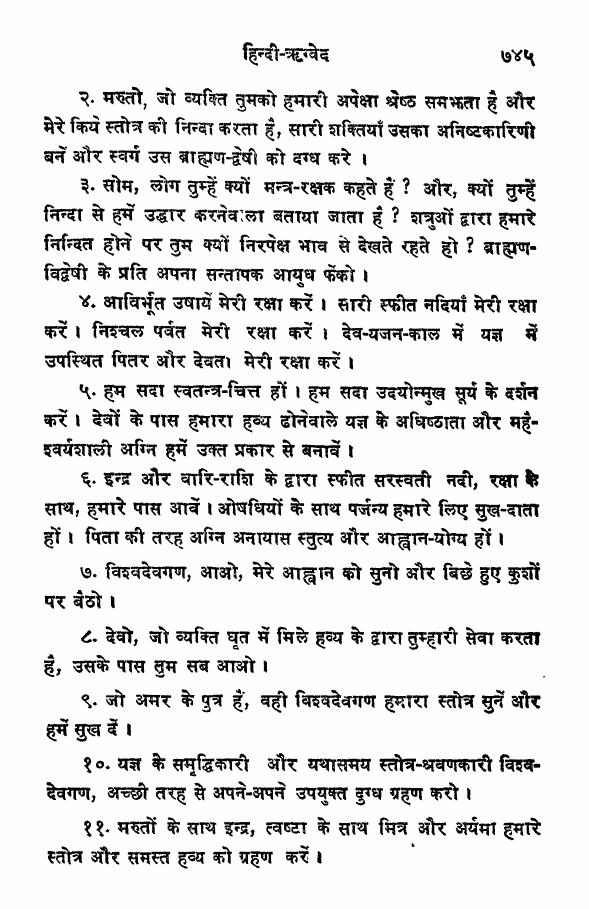 हिन्दी-ऋग्वेद ७४५
२. मरुतो, जो व्यक्ति तुमको हमारी अपेक्षा श्रेष्ठ समझता है और
मेरे किये स्तोत्र की निन्दा करता है, सारी शक्तियाँ उसका अनिष्टकारिणी
बनें और स्वर्ग उस ब्राह्मण-द्वेषी को दग्ध करे ।
३. सोम, लोग तुम्हें क्यों मन्त्र-रक्षक कहते हैं ? और, क्यों तुम्हें
निन्दा से हमें उद्धार करनेवाला बताया जाता है ? शत्रुओं द्वारा हमारे
निन्दित होने पर तुम क्यों निरपेक्ष भाव से देखते रहते हो ? ब्राह्मण-
विद्वेषी के प्रति अपना सन्तापक आयुध फेंको ।
४. आविर्भूत उषायें मेरी रक्षा करें । सारी स्फीत नदियाँ मेरी रक्षा
करें । निश्चल पर्वत मेरी रक्षा करें । देव-यजन-काल में यज्ञ में
उपस्थित पितर और देवता मेरी रक्षा करें ।
५. हम सदा स्वतन्त्र-चित्त हों । हम सदा उदयोन्मुख सूर्य के दर्शन
करें । देवों के पास हमारा हव्य ढोनेवाले यज्ञ के अधिष्ठाता और महै-
श्वर्यशाली अग्नि हमें उक्त प्रकार से बनावें ।
६. इन्द्र और वारि-राशि के द्वारा स्फीत सरस्वती नदी, रक्षा के
साथ, हमारे पास आवें । ओषधियों के साथ पर्जन्य हमारे लिए सुख-दाता
हों । पिता की तरह अग्नि अनायास स्तुत्य और आह्वान-योग्य हों ।
७. विश्वदेवगण, आओ, मेरे आह्वान को सुनो और बिछे हुए कुशों
पर बैठो ।
८. देवो, जो व्यक्ति घृत में मिले हव्य के द्वारा तुम्हारी सेवा करता
है, उसके पास तुम सब आओ ।
९. जो अमर के पुत्र हैं, वही विश्वदेवगण हमारा स्तोत्र सुनें और
हमें सुख दें ।
१०. यज्ञ के समृद्धिकारी और यथासमय स्तोत्र-श्रवणकारी विश्व-
देवगण, अच्छी तरह से अपने-अपने उपयुक्त दुग्ध ग्रहण करो ।
११. मरुतों के साथ इन्द्र, त्वष्टा के साथ मित्र और अर्यमा हमारे
स्तोत्र और समस्त हव्य को ग्रहण करें ।